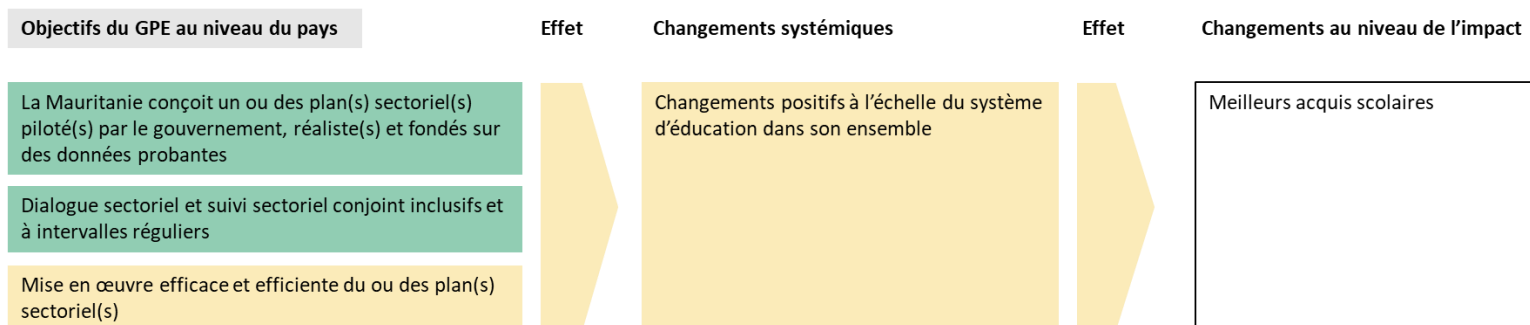 Objectifs du GPE au niveau du pays
Effet
Changements systémiques
Effet
Changements au niveau de l'impact
La Mauritanie conçoit un ou des plan(s) sectoriel(s)
piloté(s) par le gouvernement, réaliste(s) et fondés sur
des données probantes
Dialogue sectoriel et suivi sectoriel conjoint inclusifs et
à intervalles réguliers
Mise en œuvre efficace et efficiente du ou des plan(s)
sectoriel(s)
Changements positifs à l'échelle du système
d'éducation dans son ensemble
Meilleurs acquis scolaires